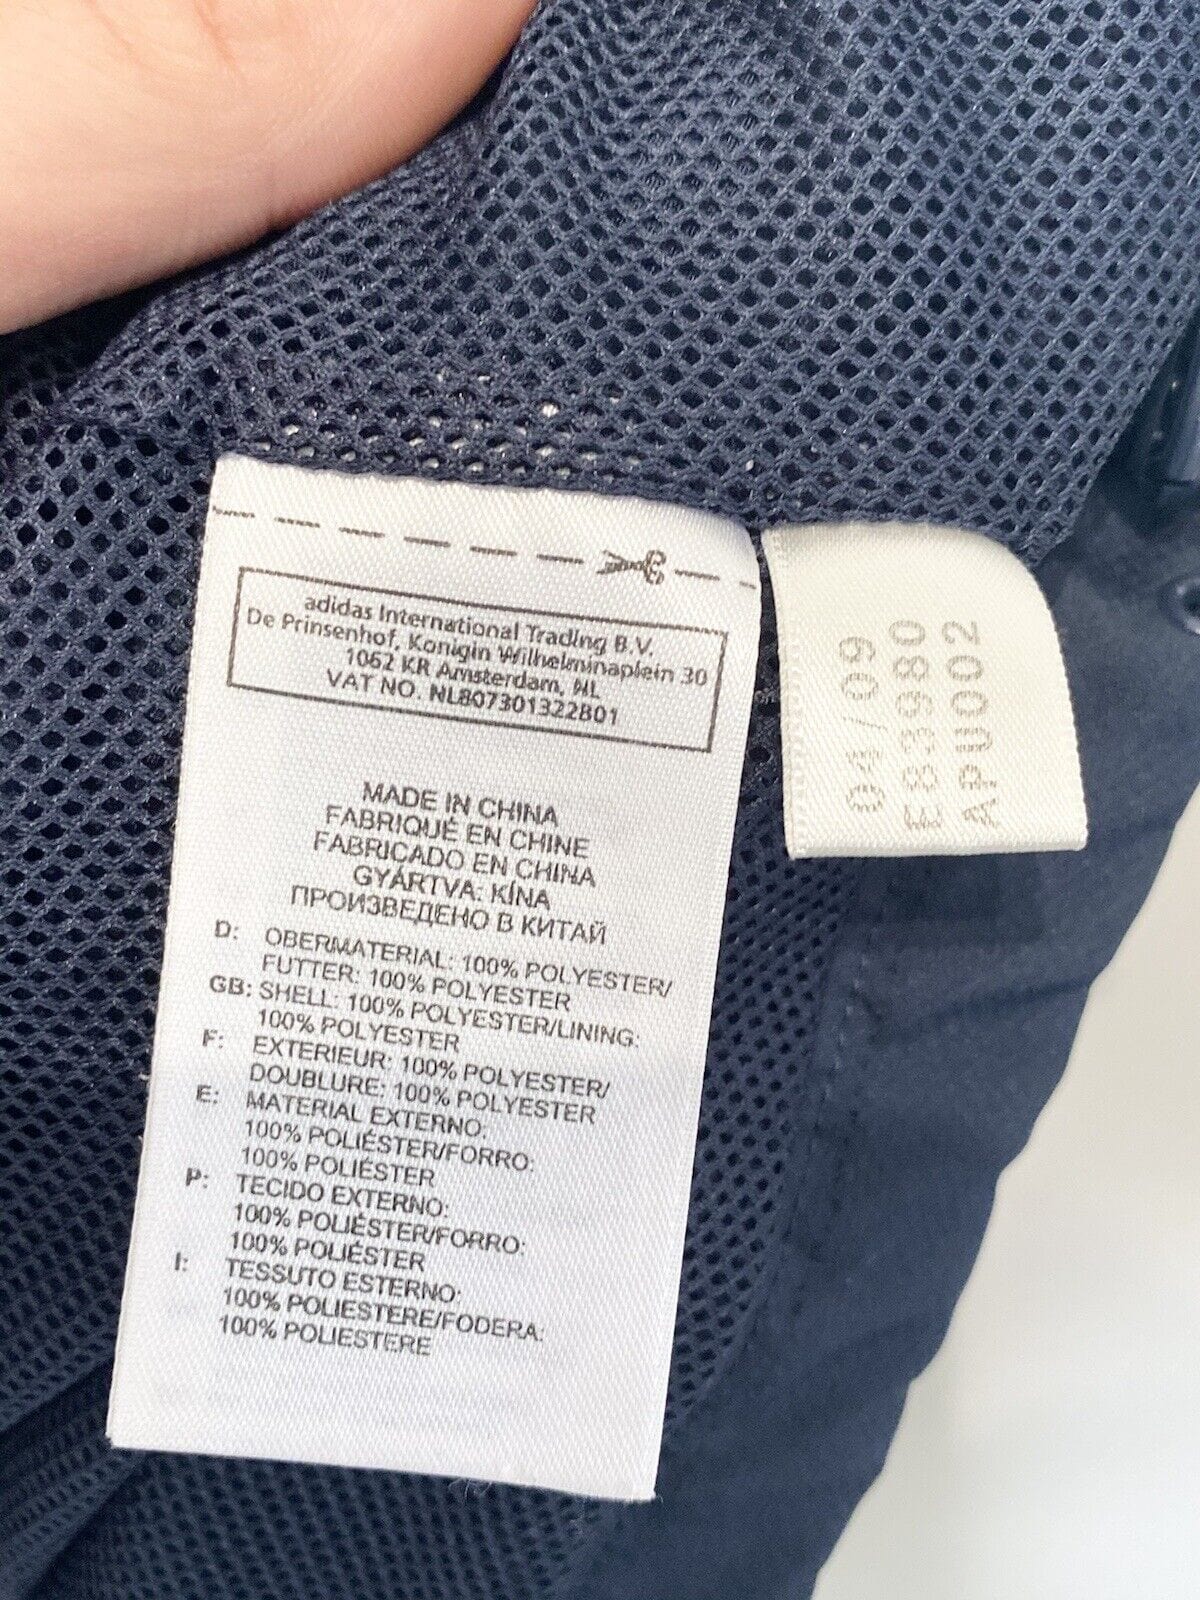 adidas International Trading B.V.
De Prinsenhof, Konigin Wilhelminaplein 30
1062 KR Amsterdam, NL
VAT NO. NL807301322B01
MADE IN CHINA
FABRIQUÉ EN CHINE
FABRICADO EN CHINA
GYÁRTVA: KÍNA
ПРОИЗВЕДЕНО В КИТАЙ
D: OBERMATERIAL: 100% POLYESTER/
FUTTER: 100% POLYESTER
GB: SHELL: 100% POLYESTER/LINING:
100% POLYESTER
F: EXTERIEUR: 100% POLYESTER/
DOUBLURE: 100% POLYESTER
E: MATERIAL EXTERNO:
100% POLIÉSTER/FORRO:
100% POLIÉSTER
P: TECIDO EXTERNO:
100% POLIÉSTER/FORRO:
100% POLIÉSTER
I: TESSUTO ESTERNO:
100% POLIESTERE/FODERA:
100% POLIESTERE
04/09
E83980
APU002